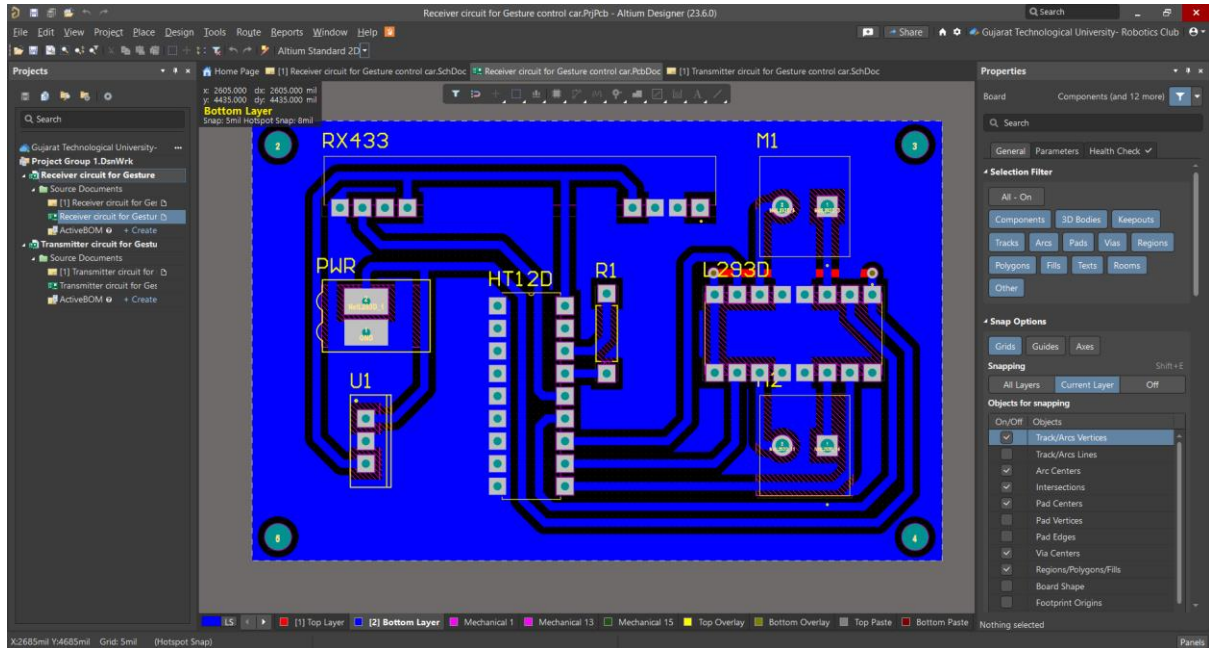 Receiver circuit for Gesture control car.PrjPcb - Altium Designer (23.6.0)
Search
File Edit View Project Place Design Tools Route Reports Window Help
Share
Gujarat Technological University- Robotics Club
Altium Standard 2D
Projects
Home Page [1] Receiver circuit for Gesture control car.SchDoc Receiver circuit for Gesture control car.PcbDoc [1] Transmitter circuit for Gesture control car.SchDoc
Search
Gujarat Technological University-
Project Group 1.DsnWrk
Receiver circuit for Gesture
Source Documents
[1] Receiver circuit for Ges
Receiver circuit for Gestur
ActiveBOM + Create
Transmitter circuit for Gestu
Source Documents
[1] Transmitter circuit for
Transmitter circuit for Ges
ActiveBOM + Create
x: 2605.000 dx: 2605.000 mil
y: 4435.000 dy: 4435.000 mil
Bottom Layer
Snap: 5mil Hotspot Snap: 8mil
2
RX433
M1
3
PWR
HT12D
R1
L293D
U1
M2
5
4
Properties
Board Components (and 12 more)
Search
General Parameters Health Check
Selection Filter
All - On
Components 3D Bodies Keepouts
Tracks Arcs Pads Vias Regions
Polygons Fills Texts Rooms
Other
Snap Options
Grids Guides Axes
Snapping Shift+E
All Layers Current Layer Off
Objects for snapping
On/Off Objects
Track/Arcs Vertices
Track/Arcs Lines
Arc Centers
Intersections
Pad Centers
Pad Vertices
Pad Edges
Via Centers
Regions/Polygons/Fills
Board Shape
Footprint Origins
Nothing selected
LS [1] Top Layer [2] Bottom Layer Mechanical 1 Mechanical 13 Mechanical 15 Top Overlay Bottom Overlay Top Paste Bottom Paste
X:2685mil Y:4685mil Grid: 5mil (Hotspot Snap)
Panels